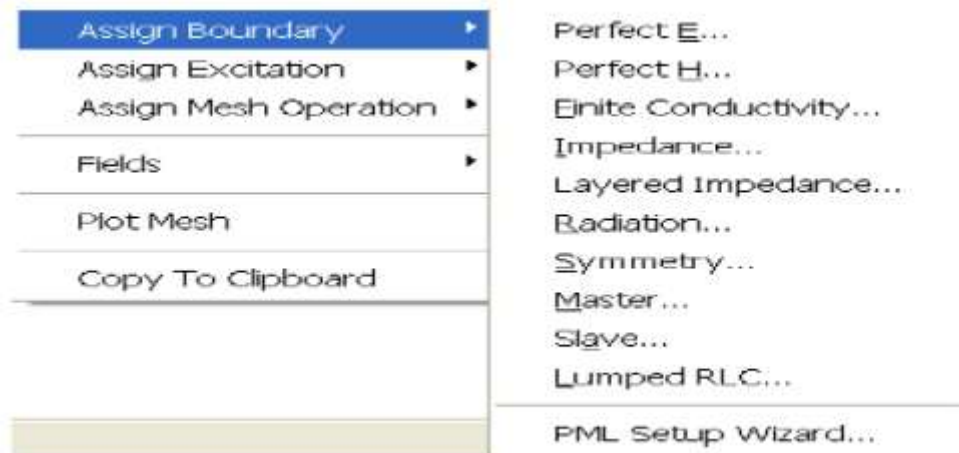 Assign Boundary
Assign Excitation
Assign Mesh Operation
Fields
Plot Mesh
Copy To Clipboard
Perfect E...
Perfect H...
Finite Conductivity...
Impedance...
Layered Impedance...
Radiation...
Symmetry...
Master...
Slave...
Lumped RLC...
PML Setup Wizard...